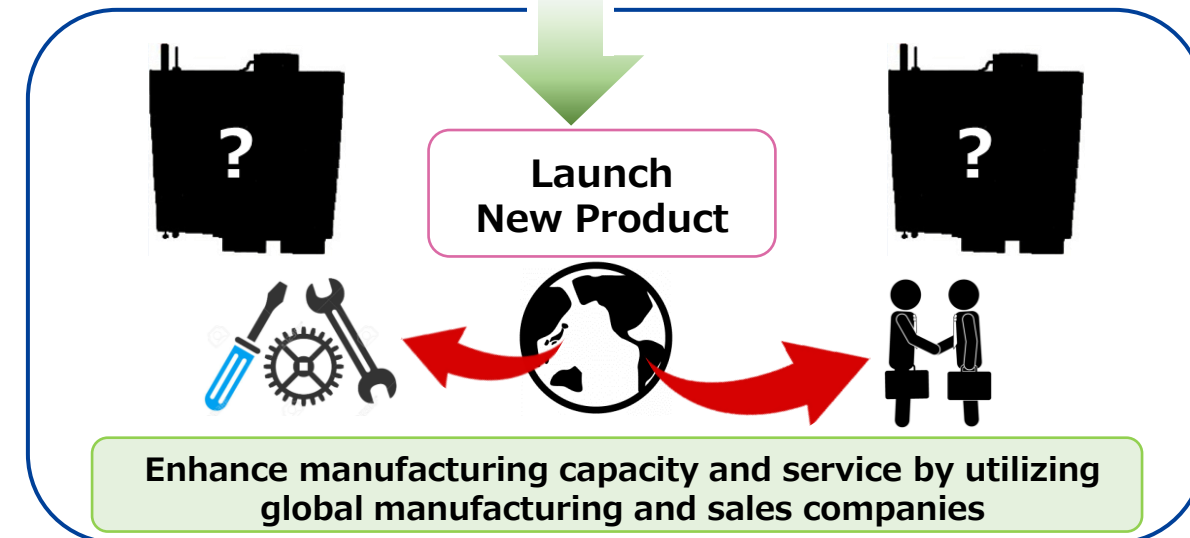 ?
?
Launch
New Product
Enhance manufacturing capacity and service by utilizing
global manufacturing and sales companies